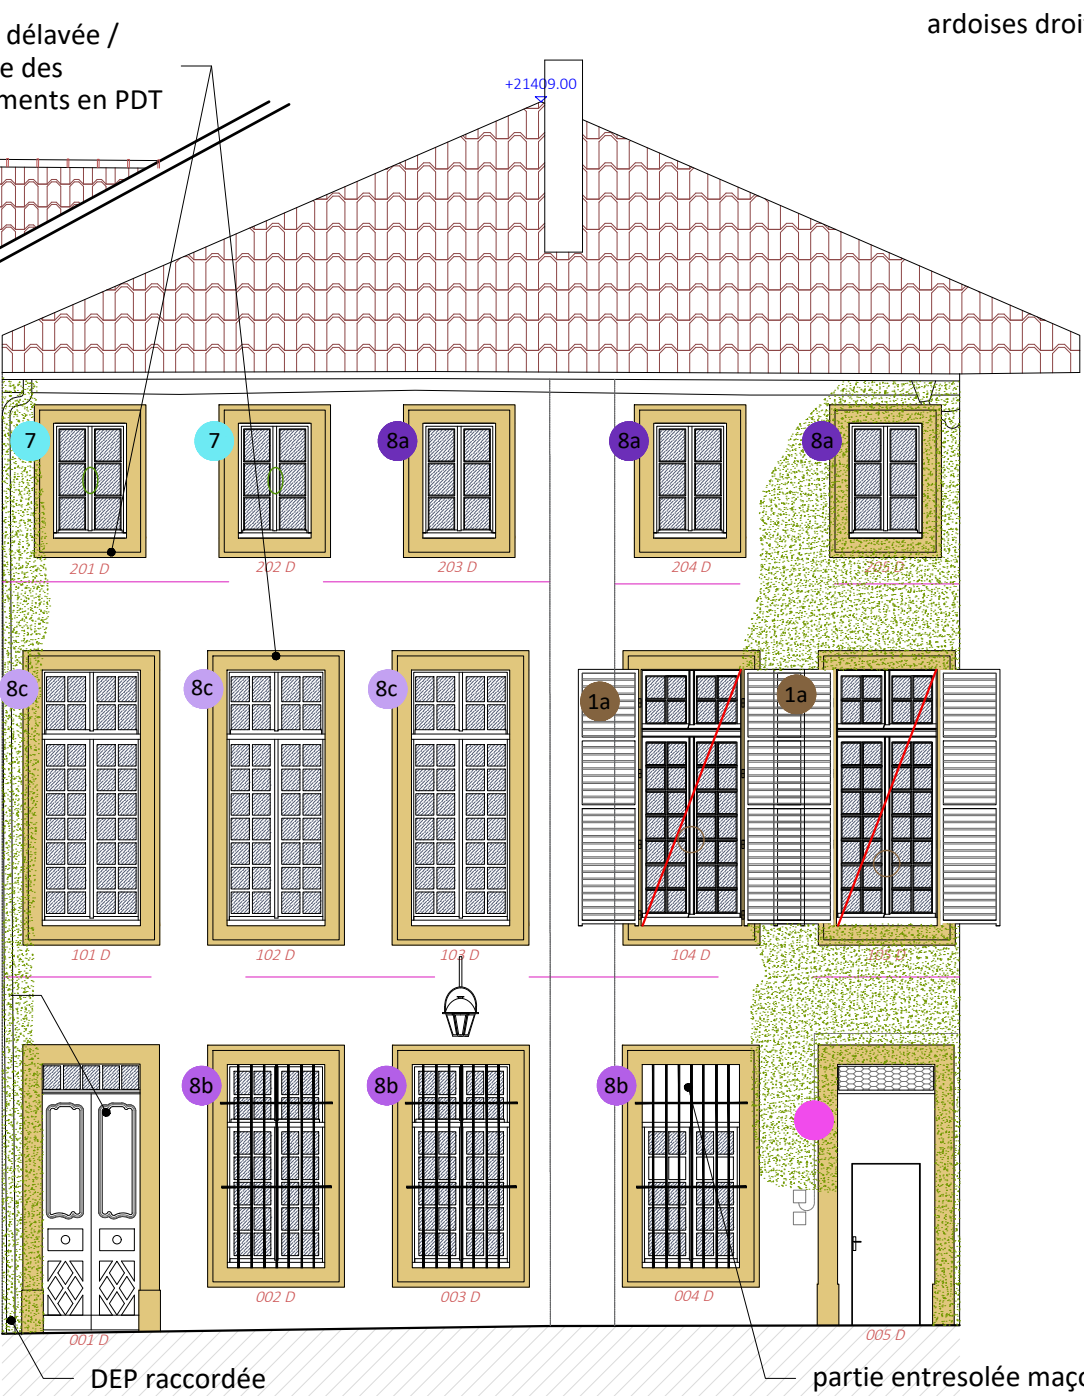 délavée /
ardoises droi
e des
ments en PDT
+21409.00
7
7
8a
8a
8a
201 D
202 D
203 D
204 D
205 D
8c
8c
8c
1a
1a
101 D
102 D
103 D
104 D
105 D
8b
8b
8b
002 D
003 D
004 D
001 D
005 D
DEP raccordée
partie entresolée maço